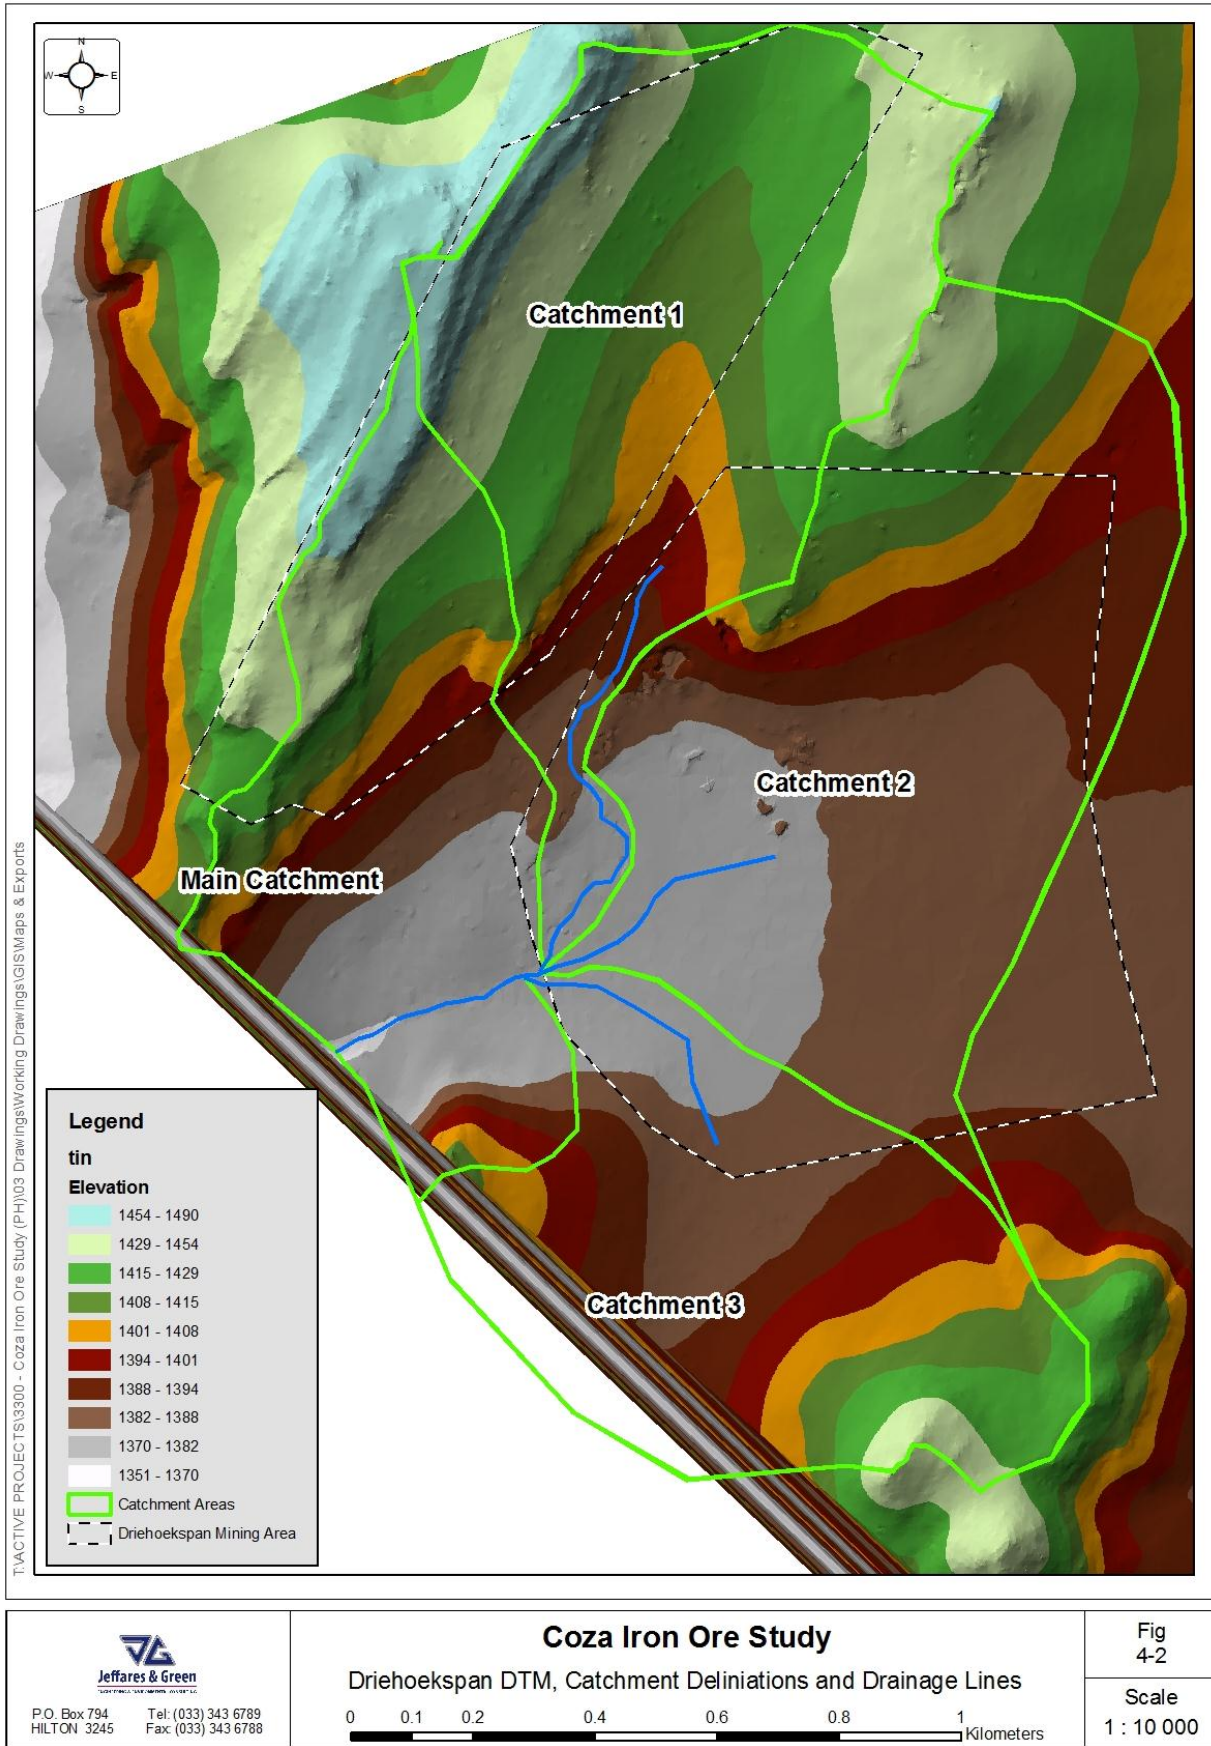 N
W
E
S
Catchment 1
Catchment 2
Main Catchment
Catchment 3
T:\ACTIVE PROJECTS\3300 - Coza Iron Ore Study (PH)\03 Drawings\Working Drawings\GIS\Maps & Exports
Legend
tin
Elevation
1454 - 1490
1429 - 1454
1415 - 1429
1408 - 1415
1401 - 1408
1394 - 1401
1388 - 1394
1382 - 1388
1370 - 1382
1351 - 1370
Catchment Areas
Driehoekspan Mining Area
JG
Jeffares & Green
ENGINEERING & ENVIRONMENTAL CONSULTING
P.O. Box 794 Tel: (033) 343 6789
HILTON 3245 Fax: (033) 343 6788
Coza Iron Ore Study
Driehoekspan DTM, Catchment Deliniations and Drainage Lines
0 0.1 0.2 0.4 0.6 0.8 1
Kilometers
Fig
4-2
Scale
1 : 10 000